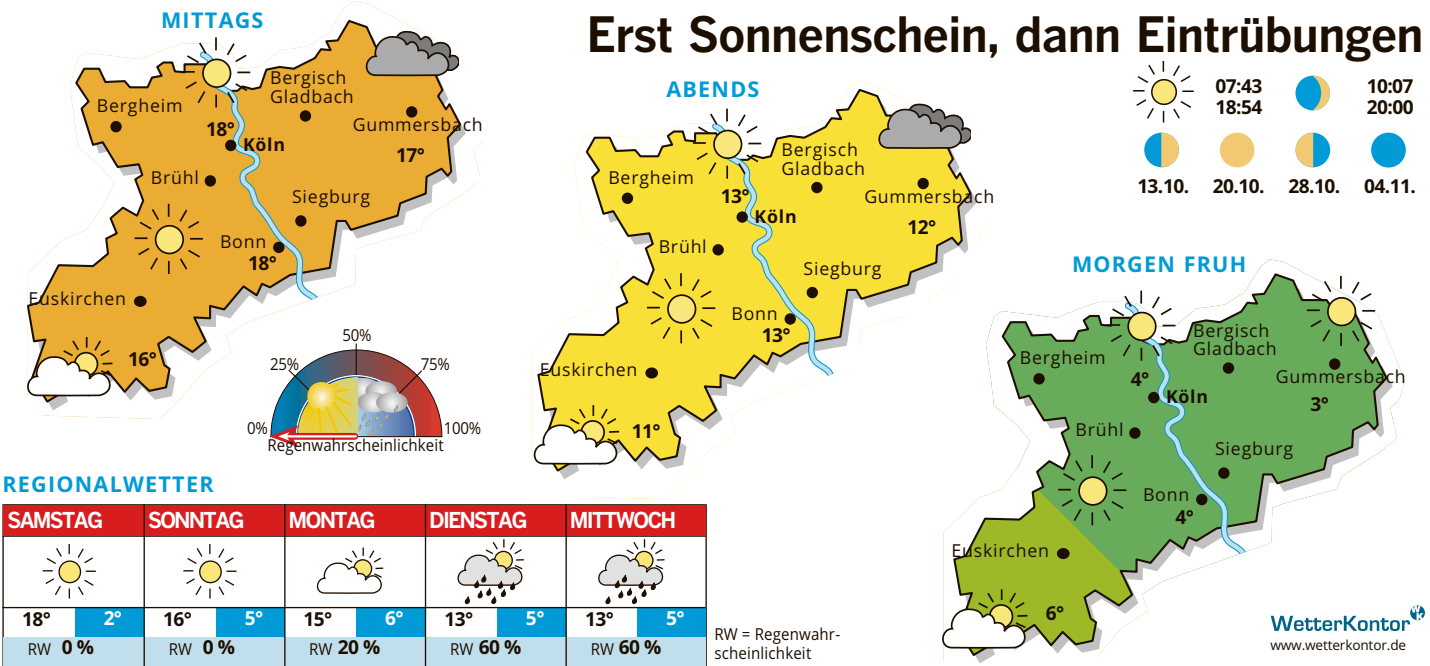 Erst Sonnenschein, dann Eintrübungen
MITTAGS
Bergheim
Bergisch
Gladbach
Gummersbach
18°
Köln
17°
Brühl
Siegburg
Bonn
18°
Euskirchen
16°
ABENDS
Bergheim
Bergisch
Gladbach
Gummersbach
13°
Köln
12°
Brühl
Siegburg
Bonn
13°
Euskirchen
11°
07:43
18:54
10:07
20:00
13.10. 20.10. 28.10. 04.11.
MORGEN FRUH
Bergheim
Bergisch
Gladbach
Gummersbach
4°
Köln
3°
Brühl
Siegburg
Bonn
4°
Euskirchen
6°
50%
25% 75%
0% 100%
Regenwahrscheinlichkeit
REGIONALWETTER
SAMSTAG SONNTAG MONTAG DIENSTAG MITTWOCH
18° 2° 16° 5° 15° 6° 13° 5° 13° 5°
RW 0 % RW 0 % RW 20 % RW 60 % RW 60 %
RW = Regenwahr-
scheinlichkeit
WetterKontor
www.wetterkontor.de